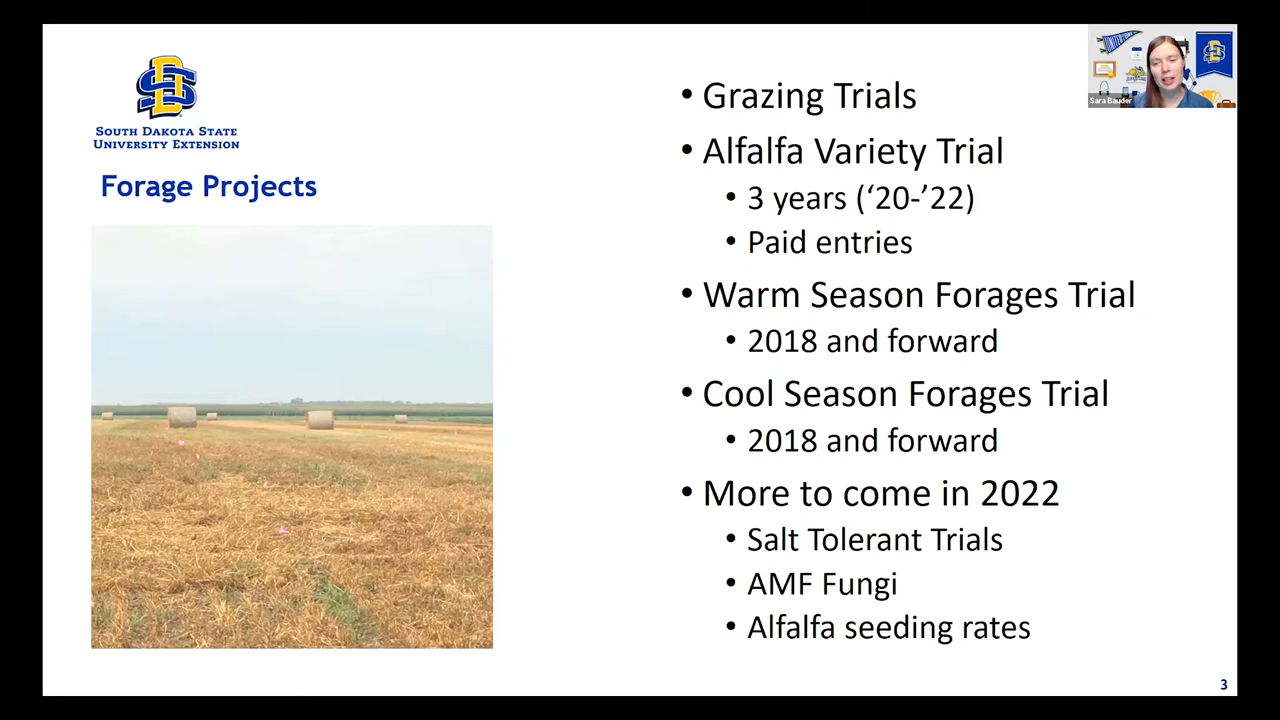 SOUTH DAKOTA STATE
UNIVERSITY EXTENSION
Forage Projects
• Grazing Trials
• Alfalfa Variety Trial
• 3 years (‘20-’22)
• Paid entries
• Warm Season Forages Trial
• 2018 and forward
• Cool Season Forages Trial
• 2018 and forward
• More to come in 2022
• Salt Tolerant Trials
• AMF Fungi
• Alfalfa seeding rates
Sara Bauder
3